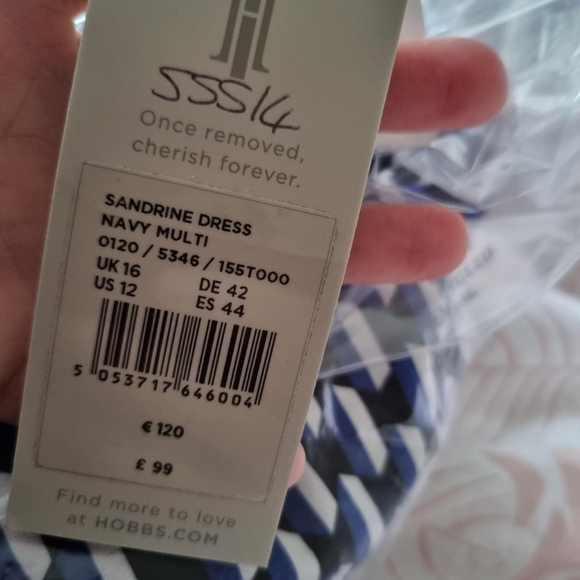 SSS14
Once removed,
cherish forever.
SANDRINE DRESS
NAVY MULTI
0120 / 5346 / 155T000
UK 16 DE 42
US 12 ES 44
5 053717 646004
€ 120
£ 99
Find more to love
at HOBBS.COM